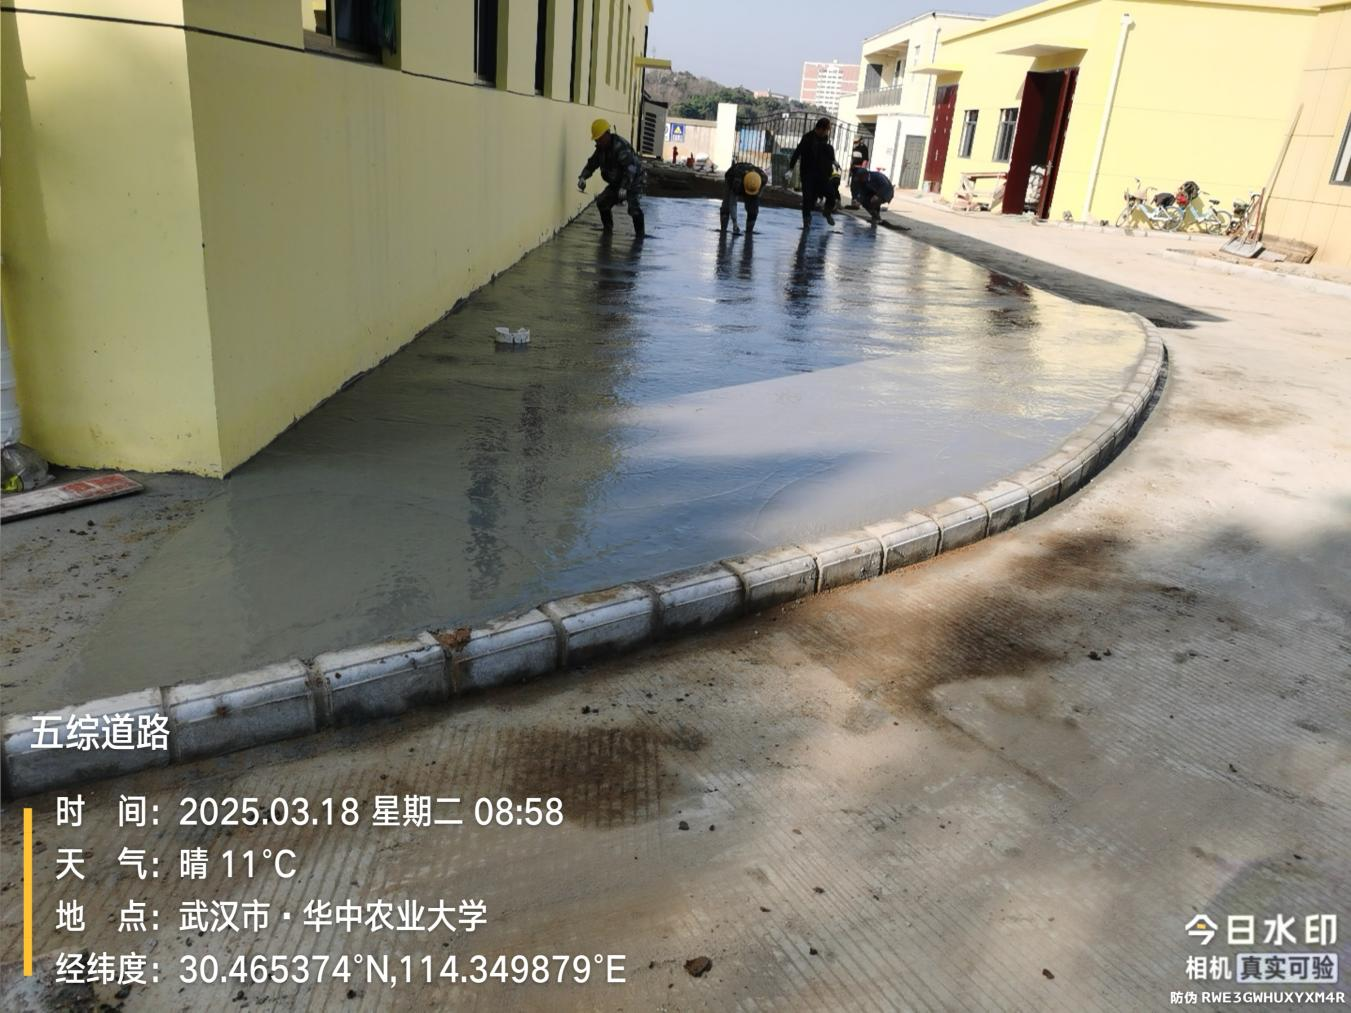 五综道路
时 间：2025.03.18 星期二 08:58
天 气：晴 11°C
地 点：武汉市·华中农业大学
经纬度：30.465374°N,114.349879°E
今日水印
相机 真实可验
防伪 RWE3GWHUXYXM4R